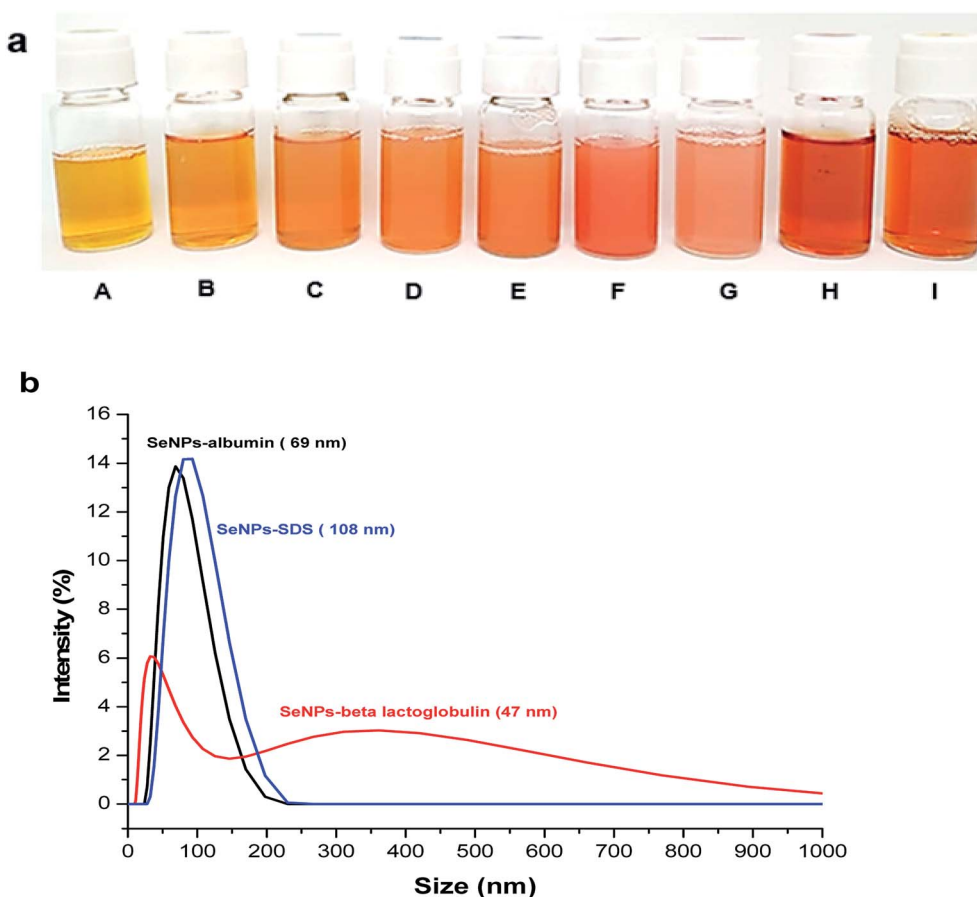 a
A B C D E F G H I
b
16
SeNPs-albumin ( 69 nm)
14
12
SeNPs-SDS ( 108 nm)
10
8
6
SeNPs-beta lactoglobulin (47 nm)
4
2
0
Intensity (%)
0 100 200 300 400 500 600 700 800 900 1000
Size (nm)